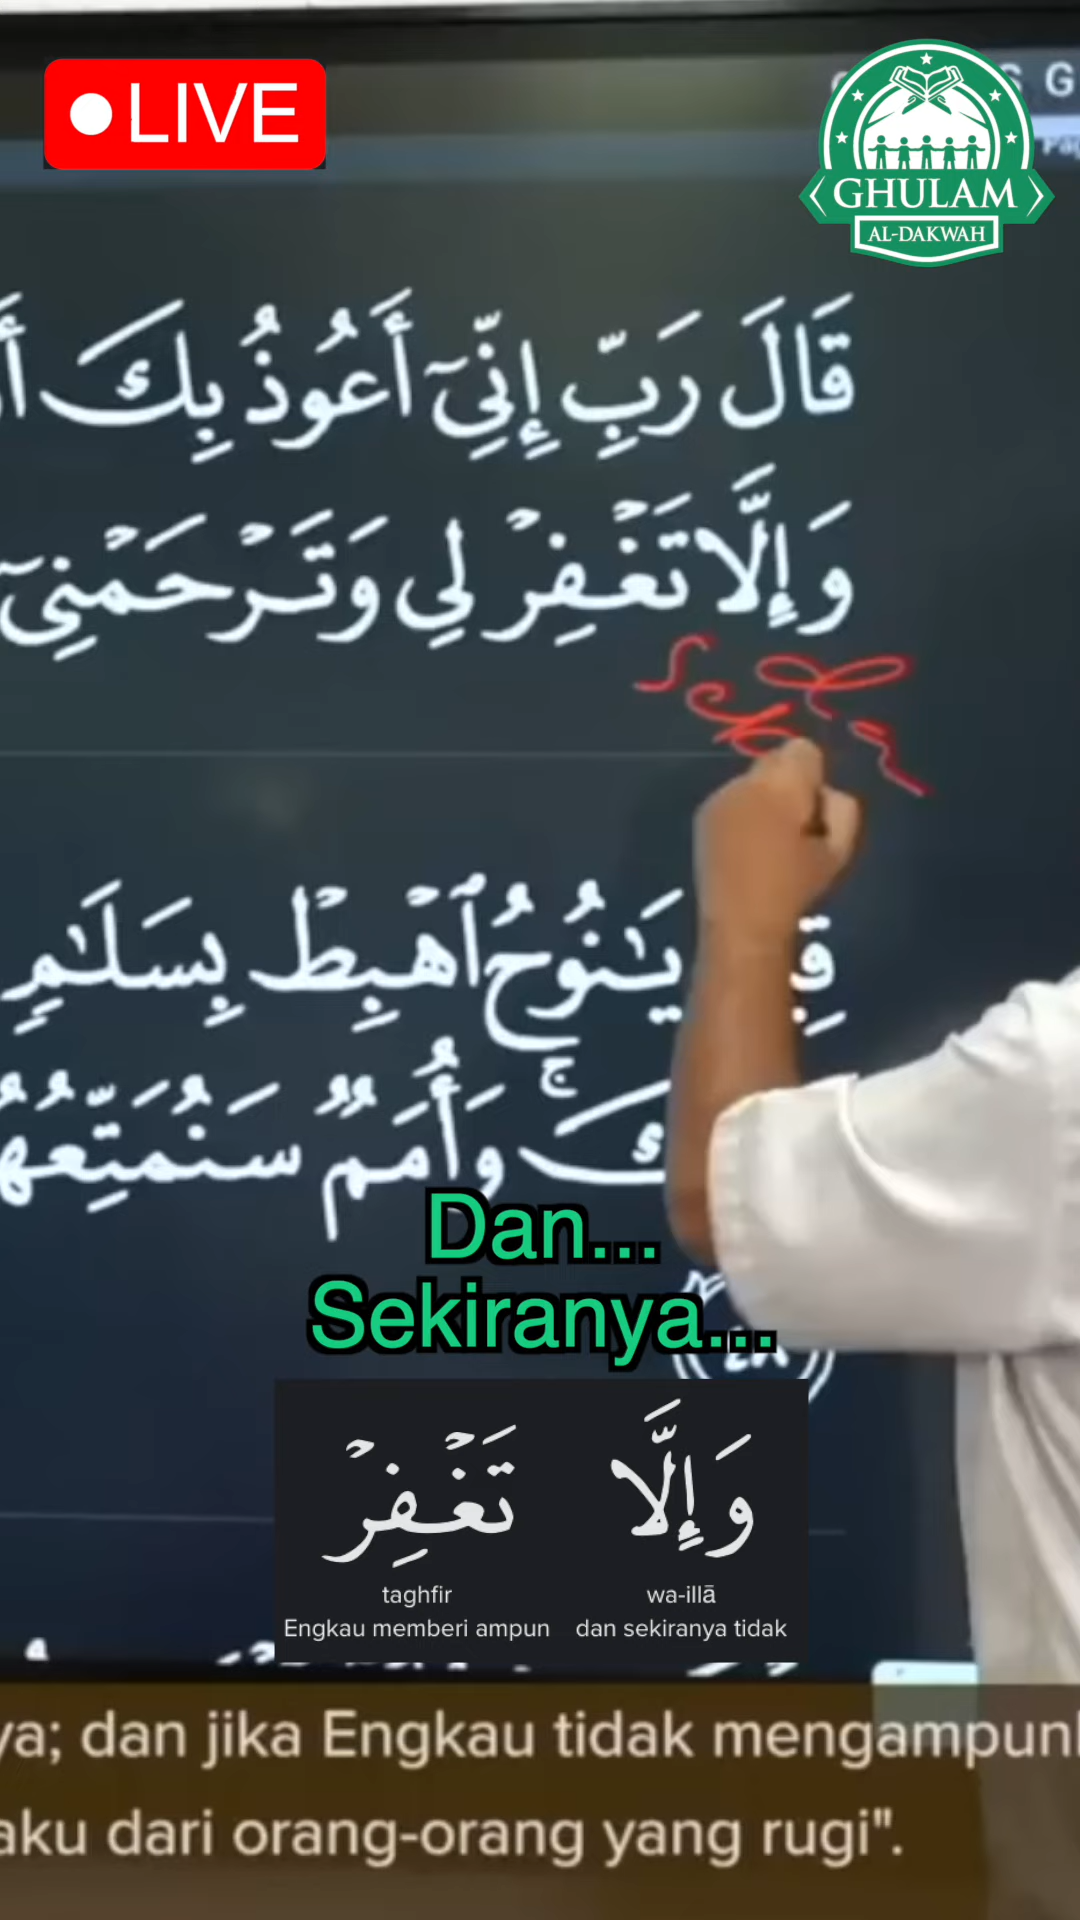 LIVE
GHULAM
AL-DAKWAH
قَالَ رَبِّ إِنِّىٓ أَعُوذُ بِكَ
وَإِلَّا تَغْفِرْ لِي وَتَرْحَمْنِىٓ
يَـٰنُوحُ ٱهْبِطْ بِسَلَـٰمٍ
وَأُمَمٌ سَنُمَتِّعُهُ
Dan...
Sekiranya...
وَإِلَّا تَغْفِرْ
taghfir wa-illā
Engkau memberi ampun dan sekiranya tidak
ya; dan jika Engkau tidak mengampun
aku dari orang-orang yang rugi".